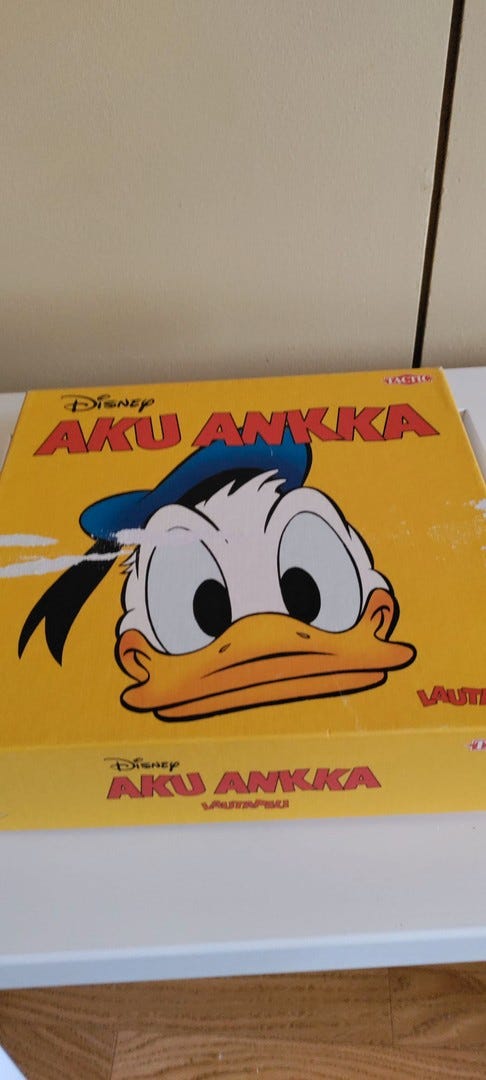 TACTIC
Disney
AKU ANKKA
Disney
AKU ANKKA
LAUTAPELI